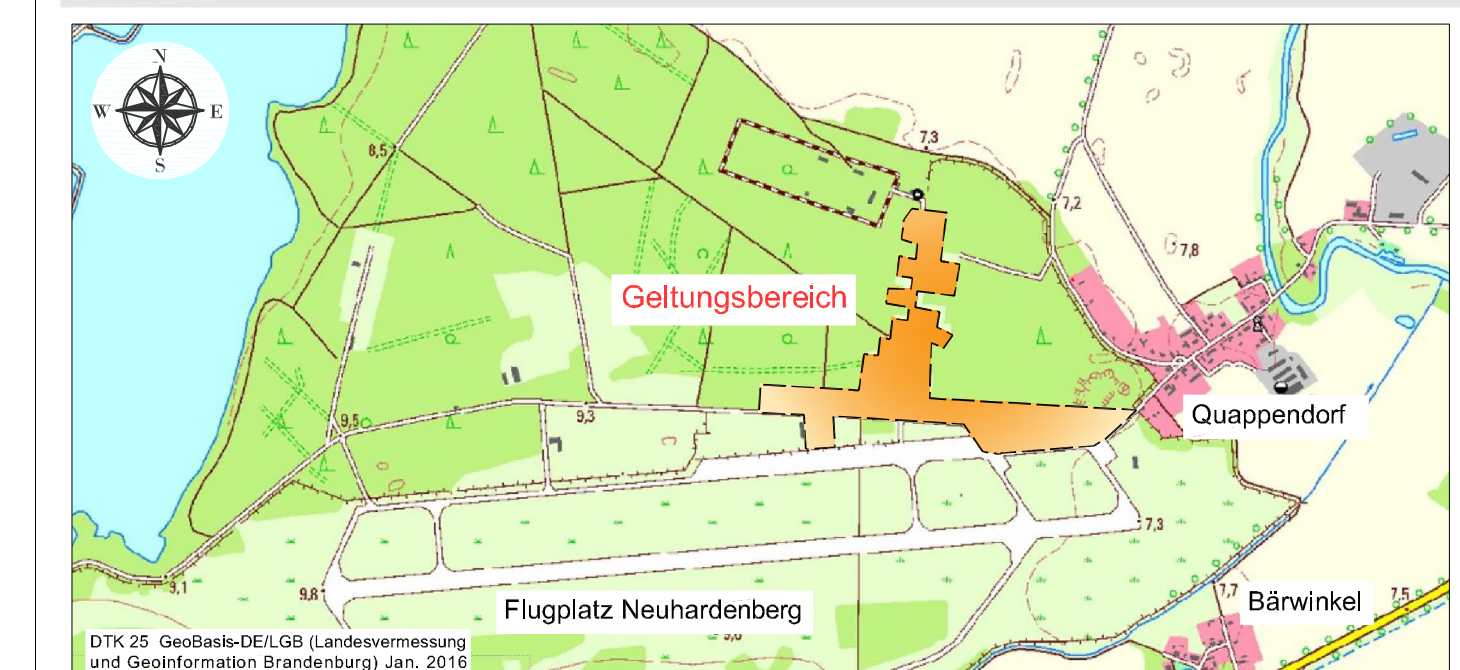 N
W E
S
8,5
7,3
7,2
7,8
Geltungsbereich
9,5
9,3
Quappendorf
7,3
9,1
9,8
Flugplatz Neuhardenberg
7,7
Bärwinkel
7,5
DTK 25 GeoBasis-DE/LGB (Landesvermessung
und Geoinformation Brandenburg) Jan. 2016